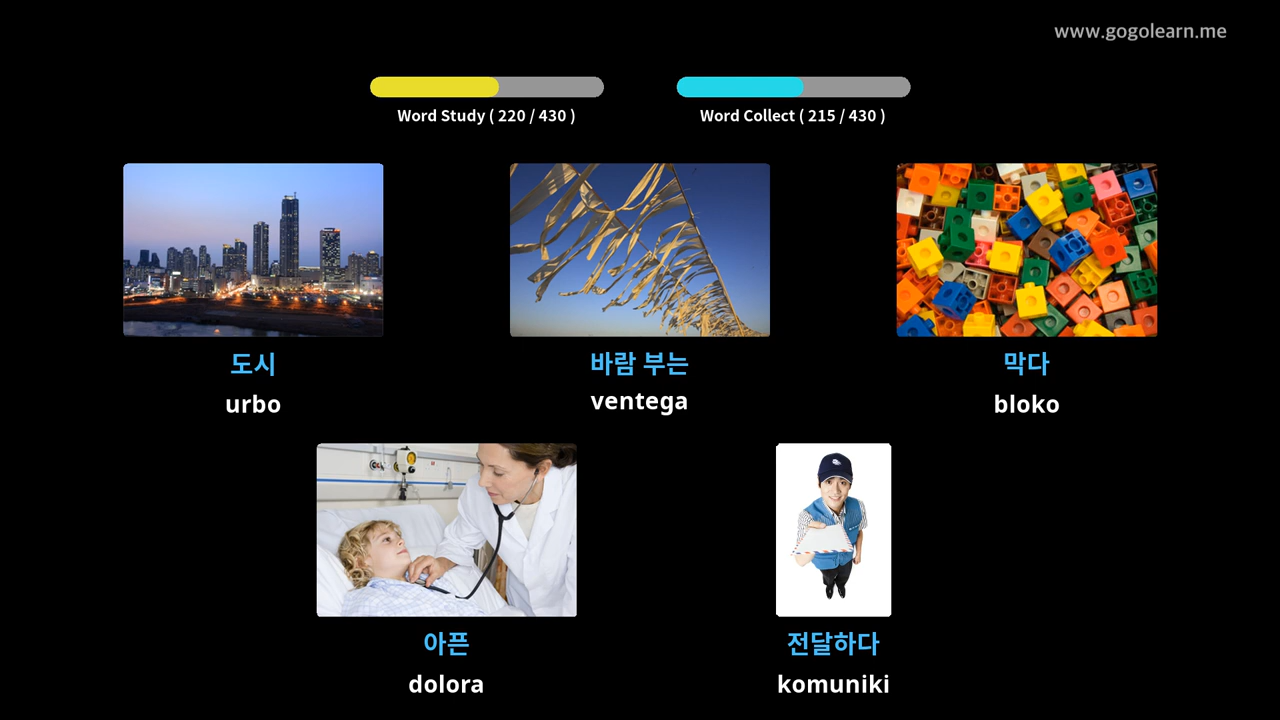 www.gogolearn.me
Word Study ( 220 / 430 )
Word Collect ( 215 / 430 )
도시
urbo
바람 부는
ventega
막다
bloko
아픈
dolora
전달하다
komuniki